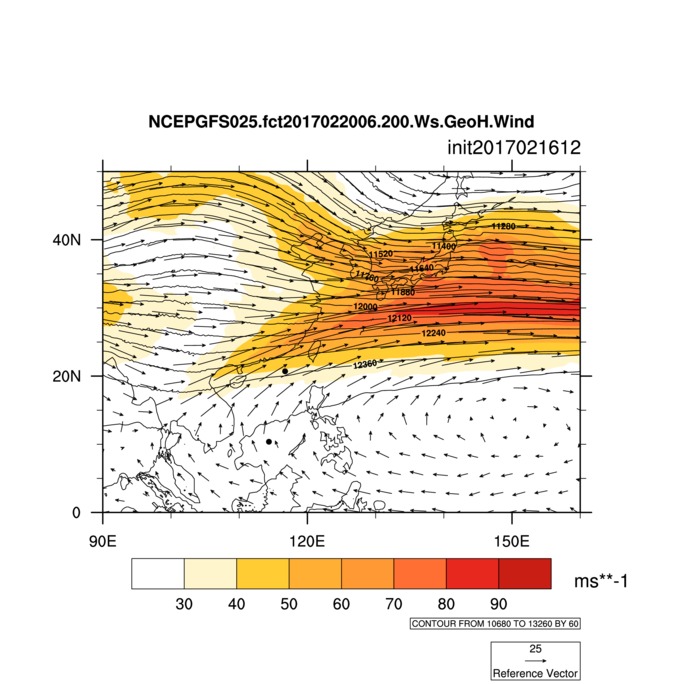 NCEPGFS025.fct2017022006.200.Ws.GeoH.Wind
init2017021612
40N
20N
0
11280
11400
11520
11640
11760
11880
12000
12120
12240
12360
90E 120E 150E
30 40 50 60 70 80 90
ms**-1
CONTOUR FROM 10680 TO 13260 BY 60
25
Reference Vector